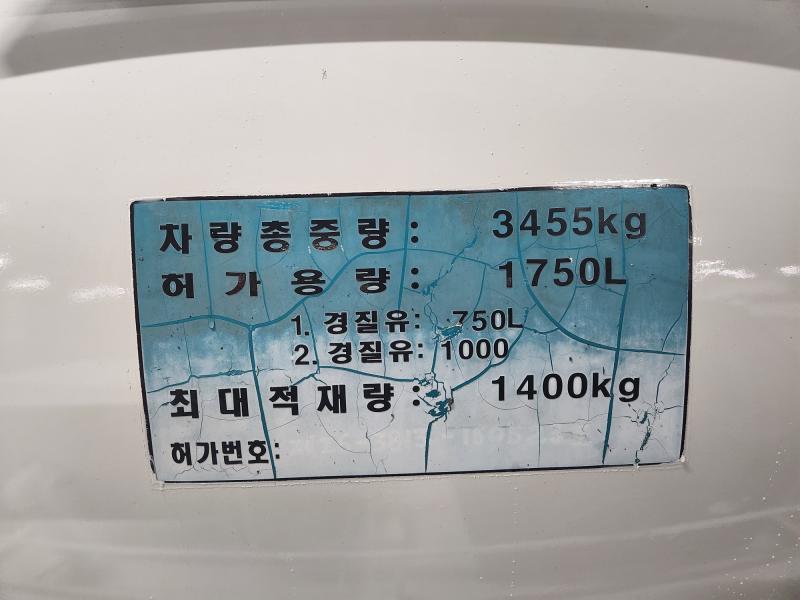 차량총중량: 3455kg
허가용량: 1750L
1. 경질유: 750L
2. 경질유: 1000
최대적재량: 1400kg
허가번호: